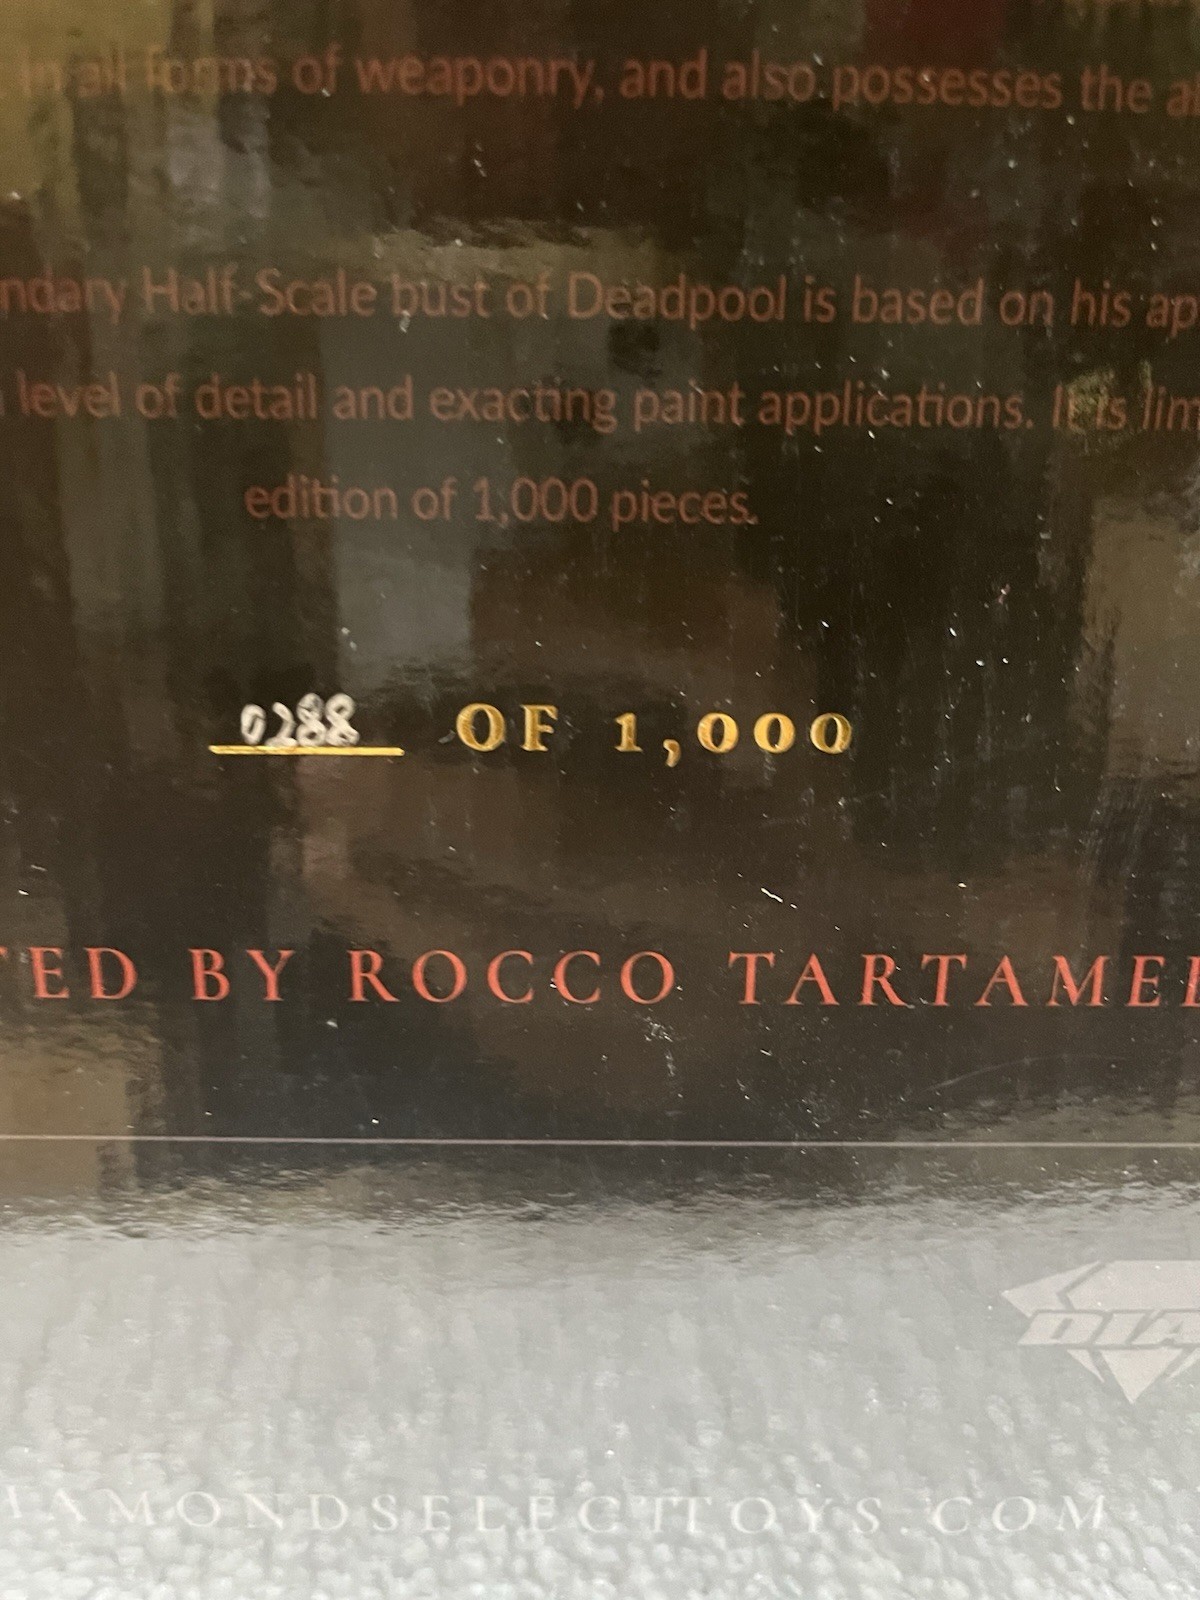 in all forms of weaponry, and also possesses the a
ndary Half-Scale bust of Deadpool is based on his ap
level of detail and exacting paint applications. It is lim
edition of 1,000 pieces.
0288 OF 1,000
TED BY ROCCO TARTAMEL
DIA
IAMONDSELECTTOYS.COM